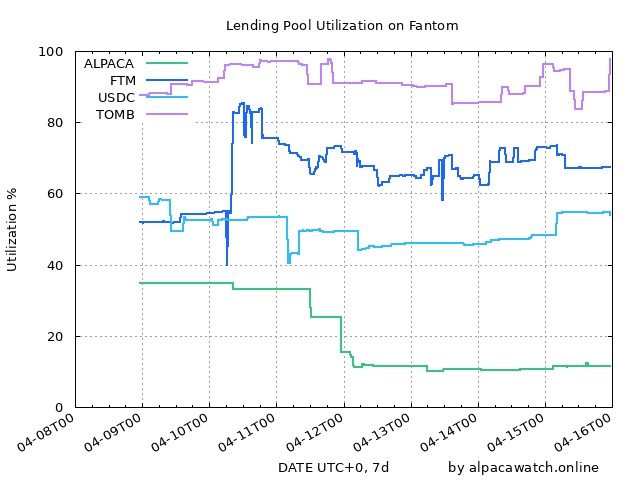 Lending Pool Utilization on Fantom
100
80
60
40
20
0
Utilization %
ALPACA
FTM
USDC
TOMB
04-08T00
04-09T00
04-10T00
04-11T00
04-12T00
04-13T00
04-14T00
04-15T00
04-16T00
DATE UTC+0, 7d
by alpacawatch.online